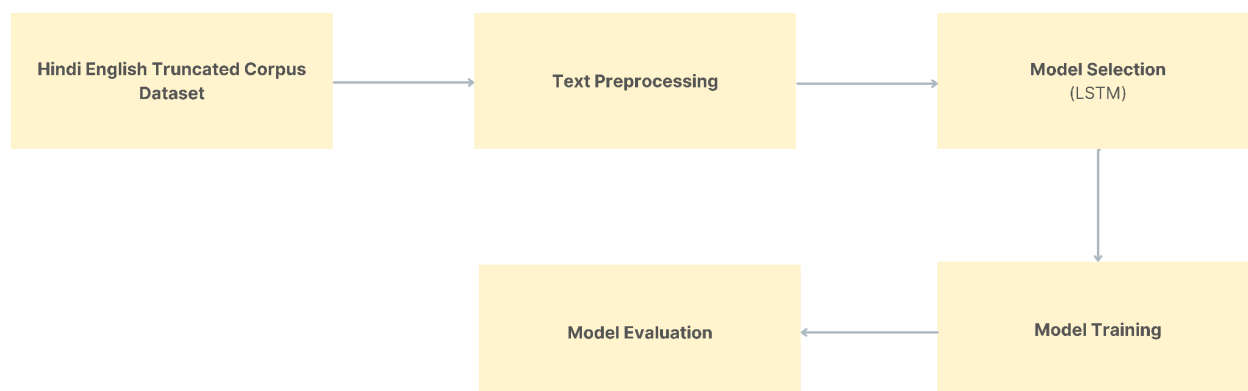 Hindi English Truncated Corpus
Dataset
Text Preprocessing
Model Selection
(LSTM)
Model Training
Model Evaluation